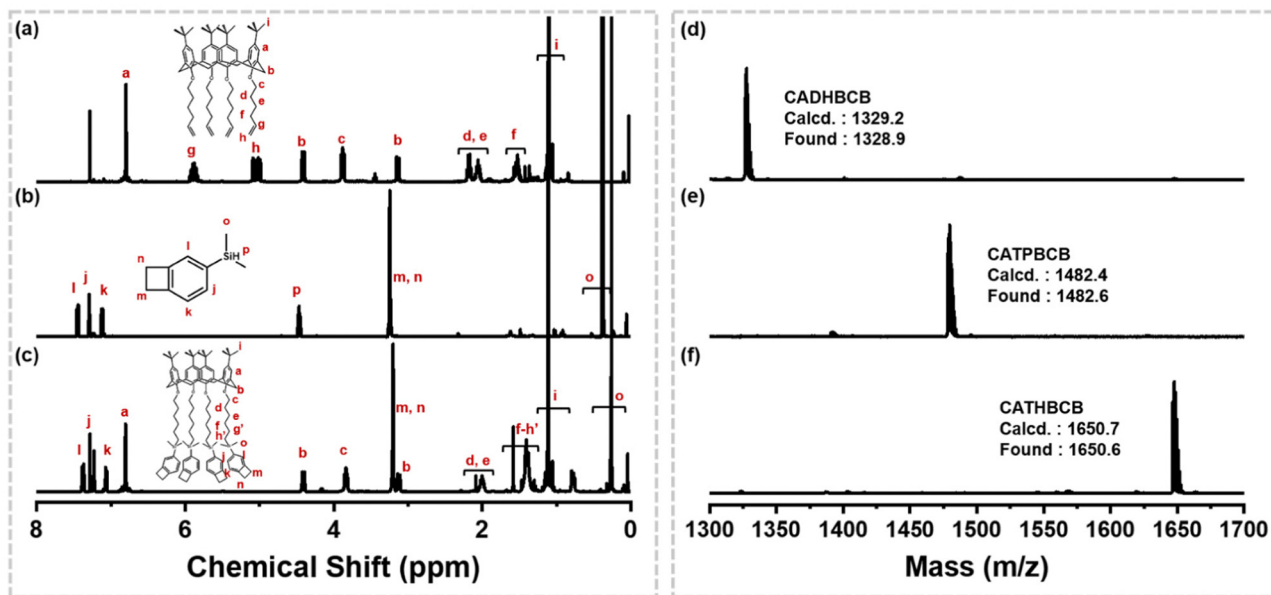 (a)
i
a
b
c
d
e
f
g
h
a
g
h
b
c
b
d, e
f
i
(b)
o
l
SiH
p
n
m
j
k
l
j
k
p
m, n
o
(c)
i
a
b
c
d
e
f
g'
h'
o
j
k
m
n
l
j
k
a
b
c
m, n
b
d, e
f-h'
i
o
8
6
4
2
0
Chemical Shift (ppm)
(d)
CADHBCB
Calcd. : 1329.2
Found : 1328.9
(e)
CATPBCB
Calcd. : 1482.4
Found : 1482.6
(f)
CATHBCB
Calcd. : 1650.7
Found : 1650.6
1300 1350 1400 1450 1500 1550 1600 1650 1700
Mass (m/z)